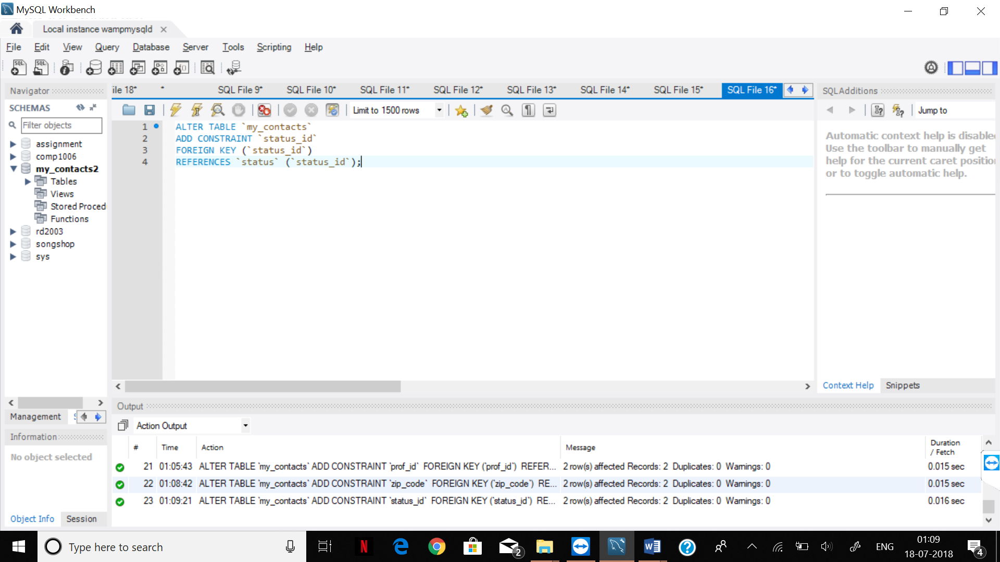 MySQL Workbench
Local instance wampmysqld
File Edit View Query Database Server Tools Scripting Help
Navigator
SCHEMAS
Filter objects
assignment
comp1006
my_contacts2
Tables
Views
Stored Proced
Functions
rd2003
songshop
sys
Management
Information
No object selected
Object Info Session
ile 18* * SQL File 9* SQL File 10* SQL File 11* SQL File 12* SQL File 13* SQL File 14* SQL File 15* SQL File 16*
Limit to 1500 rows
1 ALTER TABLE `my_contacts`
2 ADD CONSTRAINT `status_id`
3 FOREIGN KEY (`status_id`)
4 REFERENCES `status` (`status_id`);
SQLAdditions
Jump to
Automatic context help is disable
Use the toolbar to manually get
help for the current caret position
or to toggle automatic help.
Context Help Snippets
Output
Action Output
# Time Action Message Duration / Fetch
21 01:05:43 ALTER TABLE `my_contacts` ADD CONSTRAINT `prof_id` FOREIGN KEY (`prof_id`) REFER... 2 row(s) affected Records: 2 Duplicates: 0 Warnings: 0 0.015 sec
22 01:08:42 ALTER TABLE `my_contacts` ADD CONSTRAINT `zip_code` FOREIGN KEY (`zip_code`) RE... 2 row(s) affected Records: 2 Duplicates: 0 Warnings: 0 0.015 sec
23 01:09:21 ALTER TABLE `my_contacts` ADD CONSTRAINT `status_id` FOREIGN KEY (`status_id`) RE... 2 row(s) affected Records: 2 Duplicates: 0 Warnings: 0 0.016 sec
Type here to search
2
ENG
01:09
18-07-2018
4